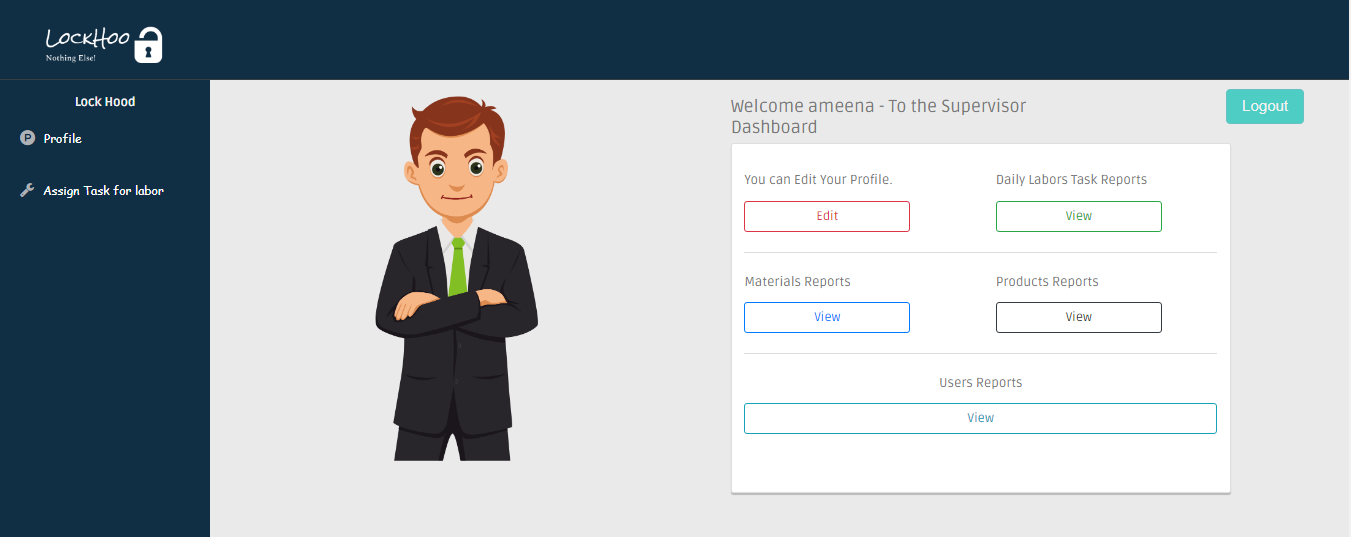 LockHoo
Nothing Else!
Lock Hood
P
Profile
Assign Task for labor
Welcome ameena - To the Supervisor
Dashboard
Logout
You can Edit Your Profile.
Daily Labors Task Reports
Edit
View
Materials Reports
Products Reports
View
View
Users Reports
View